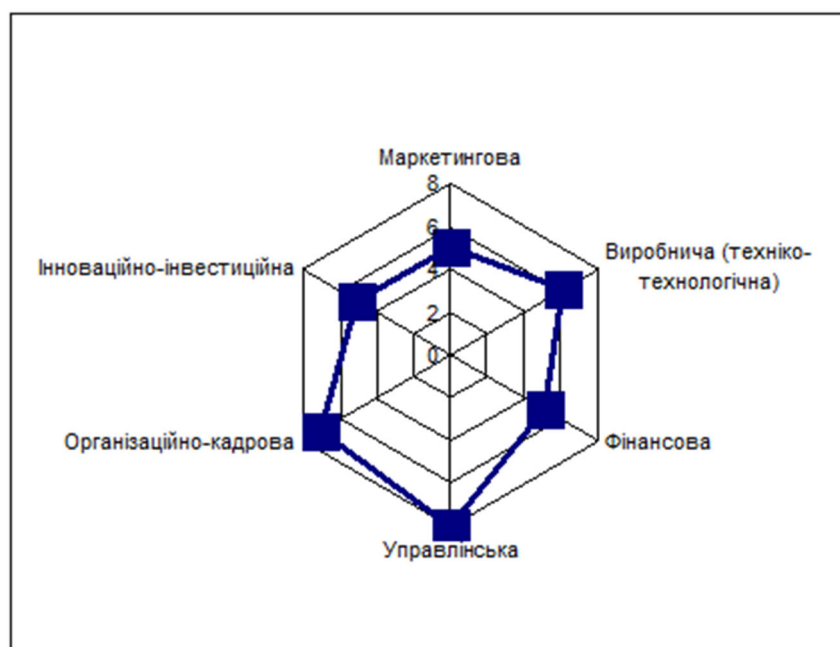 Маркетингова
8
6
Інноваційно-інвестиційна
Виробнича (техніко-
технологічна)
4
2
0
Організаційно-кадрова
Фінансова
Управлінська